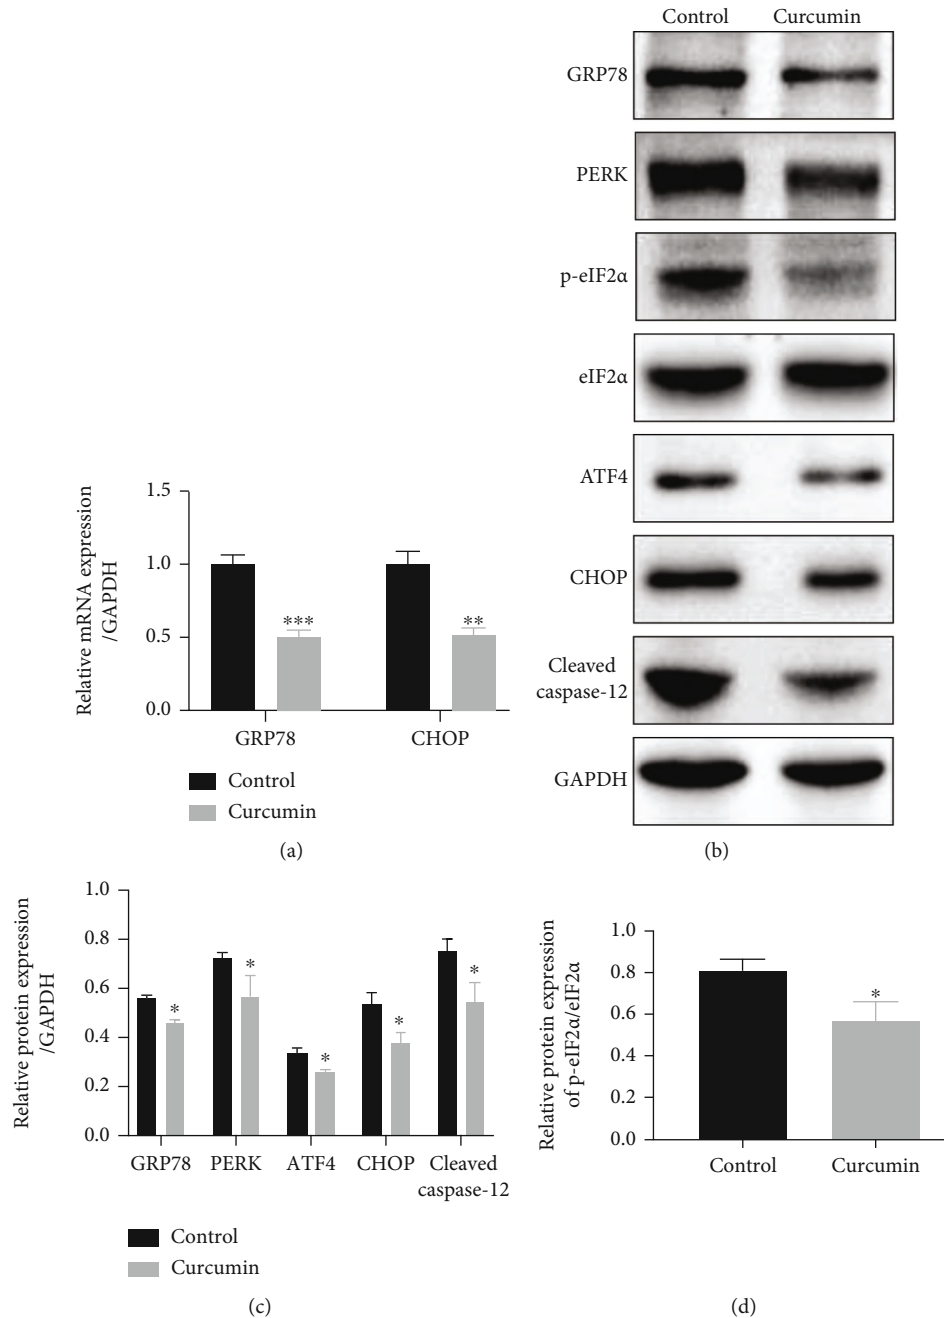 Control Curcumin
GRP78
PERK
p-eIF2α
eIF2α
ATF4
CHOP
Cleaved
caspase-12
GAPDH
(b)
Relative mRNA expression
/GAPDH
1.5
1.0
0.5
0.0
***
**
GRP78 CHOP
Control
Curcumin
(a)
Relative protein expression
/GAPDH
1.0
0.8
0.6
0.4
0.2
0.0
*
*
*
*
*
GRP78 PERK ATF4 CHOP Cleaved
caspase-12
Control
Curcumin
(c)
Relative protein expression
of p-eIF2α/eIF2α
1.0
0.8
0.6
0.4
0.2
0.0
*
Control Curcumin
(d)